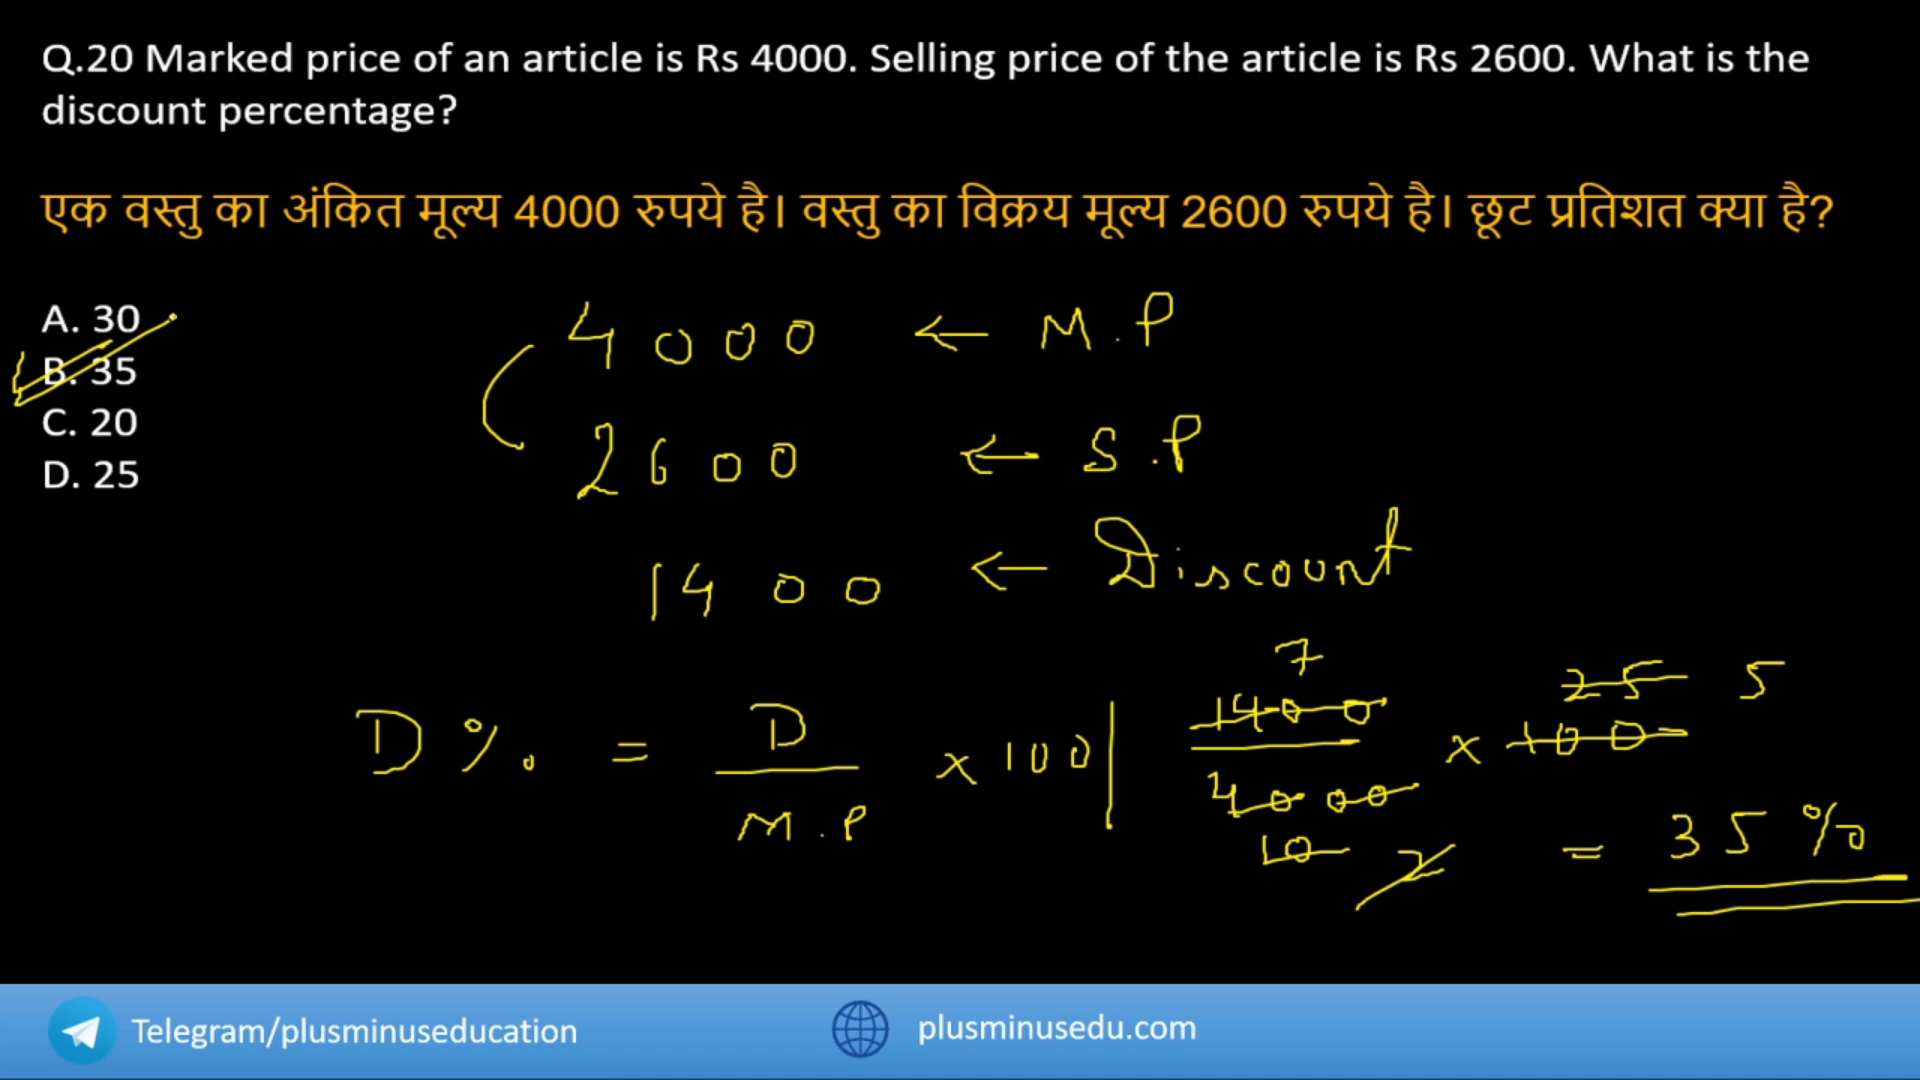 Q.20 Marked price of an article is Rs 4000. Selling price of the article is Rs 2600. What is the
discount percentage?
एक वस्तु का अंकित मूल्य 4000 रुपये है। वस्तु का विक्रय मूल्य 2600 रुपये है। छूट प्रतिशत क्या है?
A. 30
B. 35
C. 20
D. 25
4000 ← M.P
2600 ← S.P
1400 ← Discount
7
25 5
D% = D/M.P × 100 | 1400/4000 × 100
10 2
= 35%
Telegram/plusminuseducation
plusminusedu.com